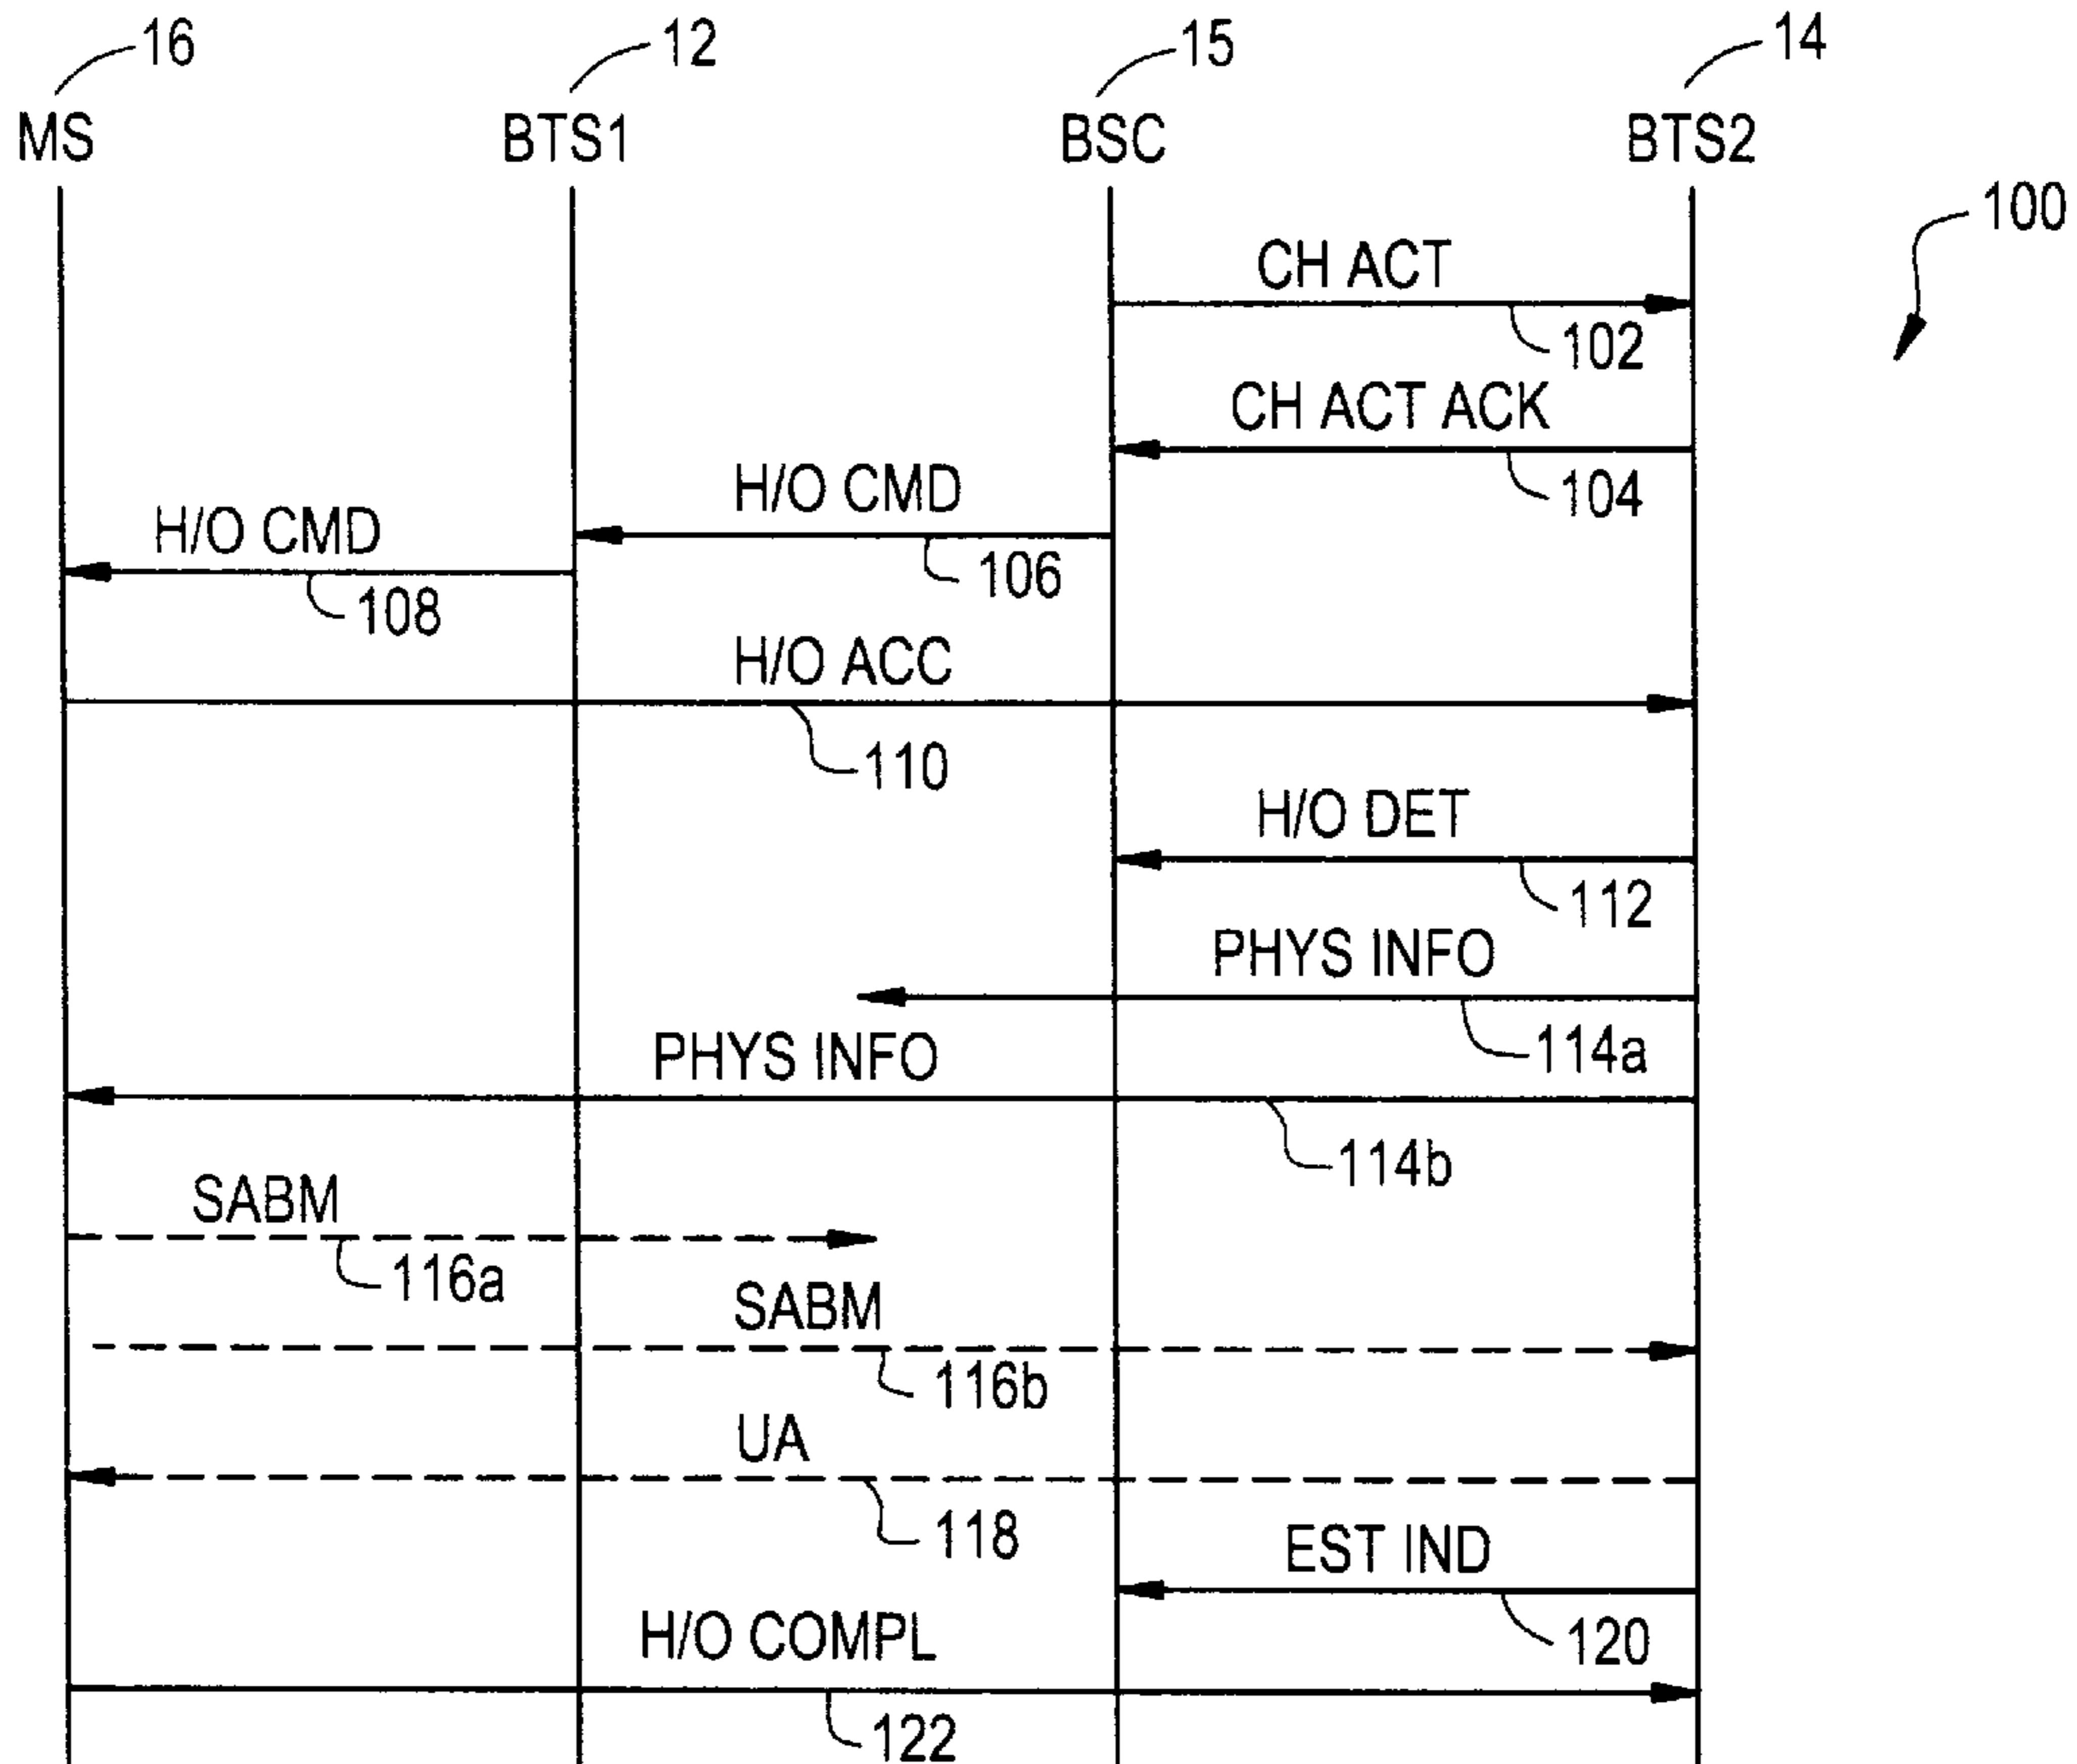 16 12 15 14
MS BTS1 BSC BTS2
100
CH ACT
102
CH ACT ACK
104
H/O CMD
106
H/O CMD
108
H/O ACC
110
H/O DET
112
PHYS INFO
114a
PHYS INFO
114b
SABM
116a
SABM
116b
UA
118
EST IND
120
H/O COMPL
122